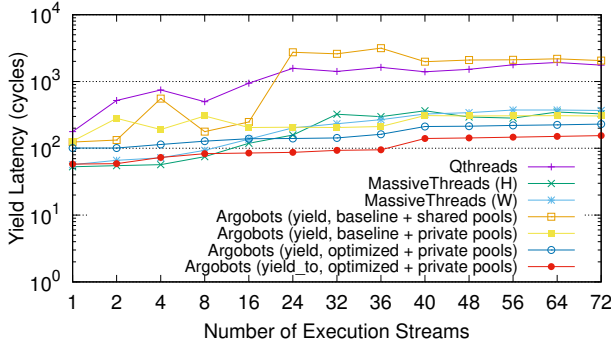 10^4
10^3
10^2
10^1
10^0
Yield Latency (cycles)
Qthreads
MassiveThreads (H)
MassiveThreads (W)
Argobots (yield, baseline + shared pools)
Argobots (yield, baseline + private pools)
Argobots (yield, optimized + private pools)
Argobots (yield_to, optimized + private pools)
1 2 4 8 16 24 32 36 40 48 56 64 72
Number of Execution Streams